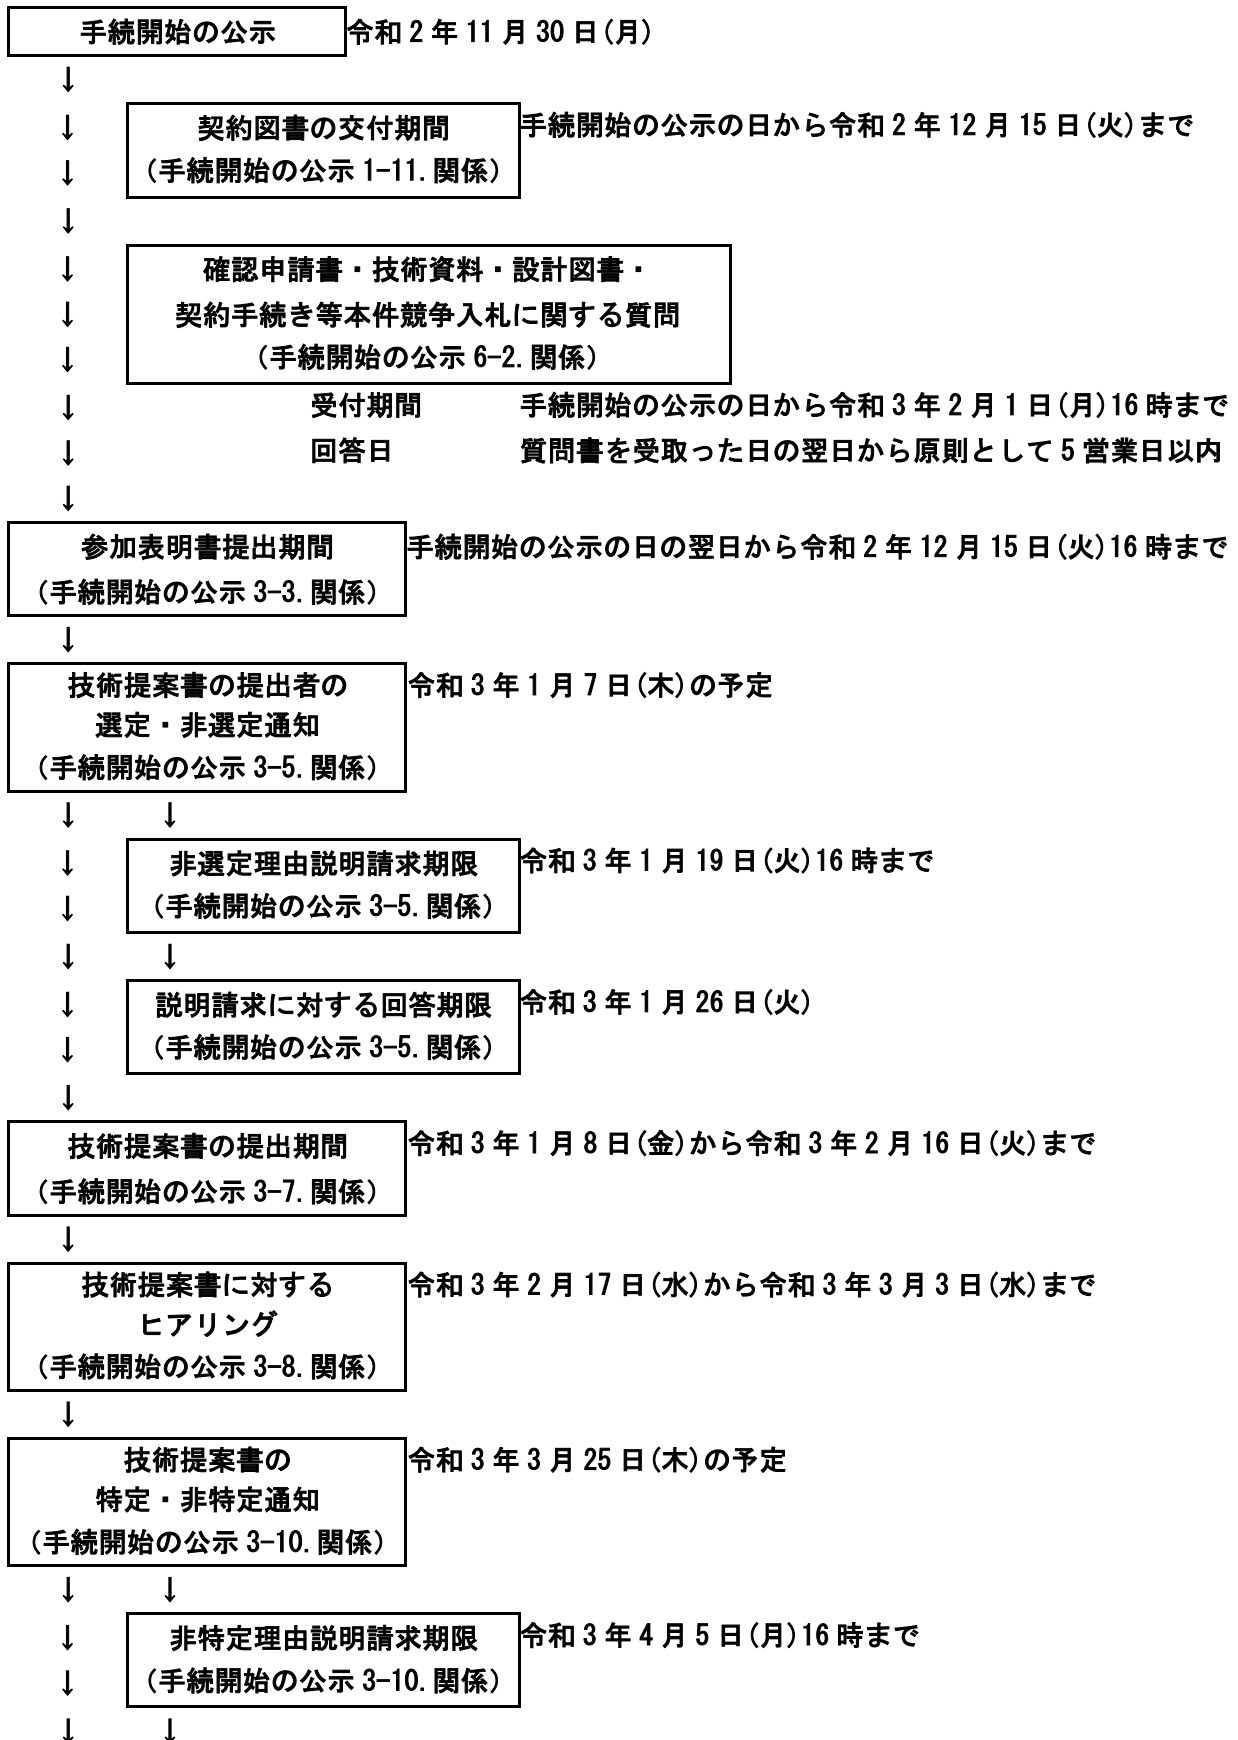 手続開始の公示 令和2年11月30日(月)
↓
↓ 契約図書の交付期間 手続開始の公示の日から令和2年12月15日(火)まで
↓ (手続開始の公示1-11.関係)
↓
↓ 確認申請書・技術資料・設計図書・
↓ 契約手続き等本件競争入札に関する質問
↓ (手続開始の公示6-2.関係)
↓ 受付期間 手続開始の公示の日から令和3年2月1日(月)16時まで
↓ 回答日 質問書を受取った日の翌日から原則として5営業日以内
↓
参加表明書提出期間 手続開始の公示の日の翌日から令和2年12月15日(火)16時まで
(手続開始の公示3-3.関係)
↓
技術提案書の提出者の 令和3年1月7日(木)の予定
選定・非選定通知
(手続開始の公示3-5.関係)
↓ ↓
↓ 非選定理由説明請求期限 令和3年1月19日(火)16時まで
↓ (手続開始の公示3-5.関係)
↓ ↓
↓ 説明請求に対する回答期限 令和3年1月26日(火)
↓ (手続開始の公示3-5.関係)
↓
技術提案書の提出期間 令和3年1月8日(金)から令和3年2月16日(火)まで
(手続開始の公示3-7.関係)
↓
技術提案書に対する 令和3年2月17日(水)から令和3年3月3日(水)まで
ヒアリング
(手続開始の公示3-8.関係)
↓
技術提案書の 令和3年3月25日(木)の予定
特定・非特定通知
(手続開始の公示3-10.関係)
↓ ↓
↓ 非特定理由説明請求期限 令和3年4月5日(月)16時まで
↓ (手続開始の公示3-10.関係)
↓ ↓